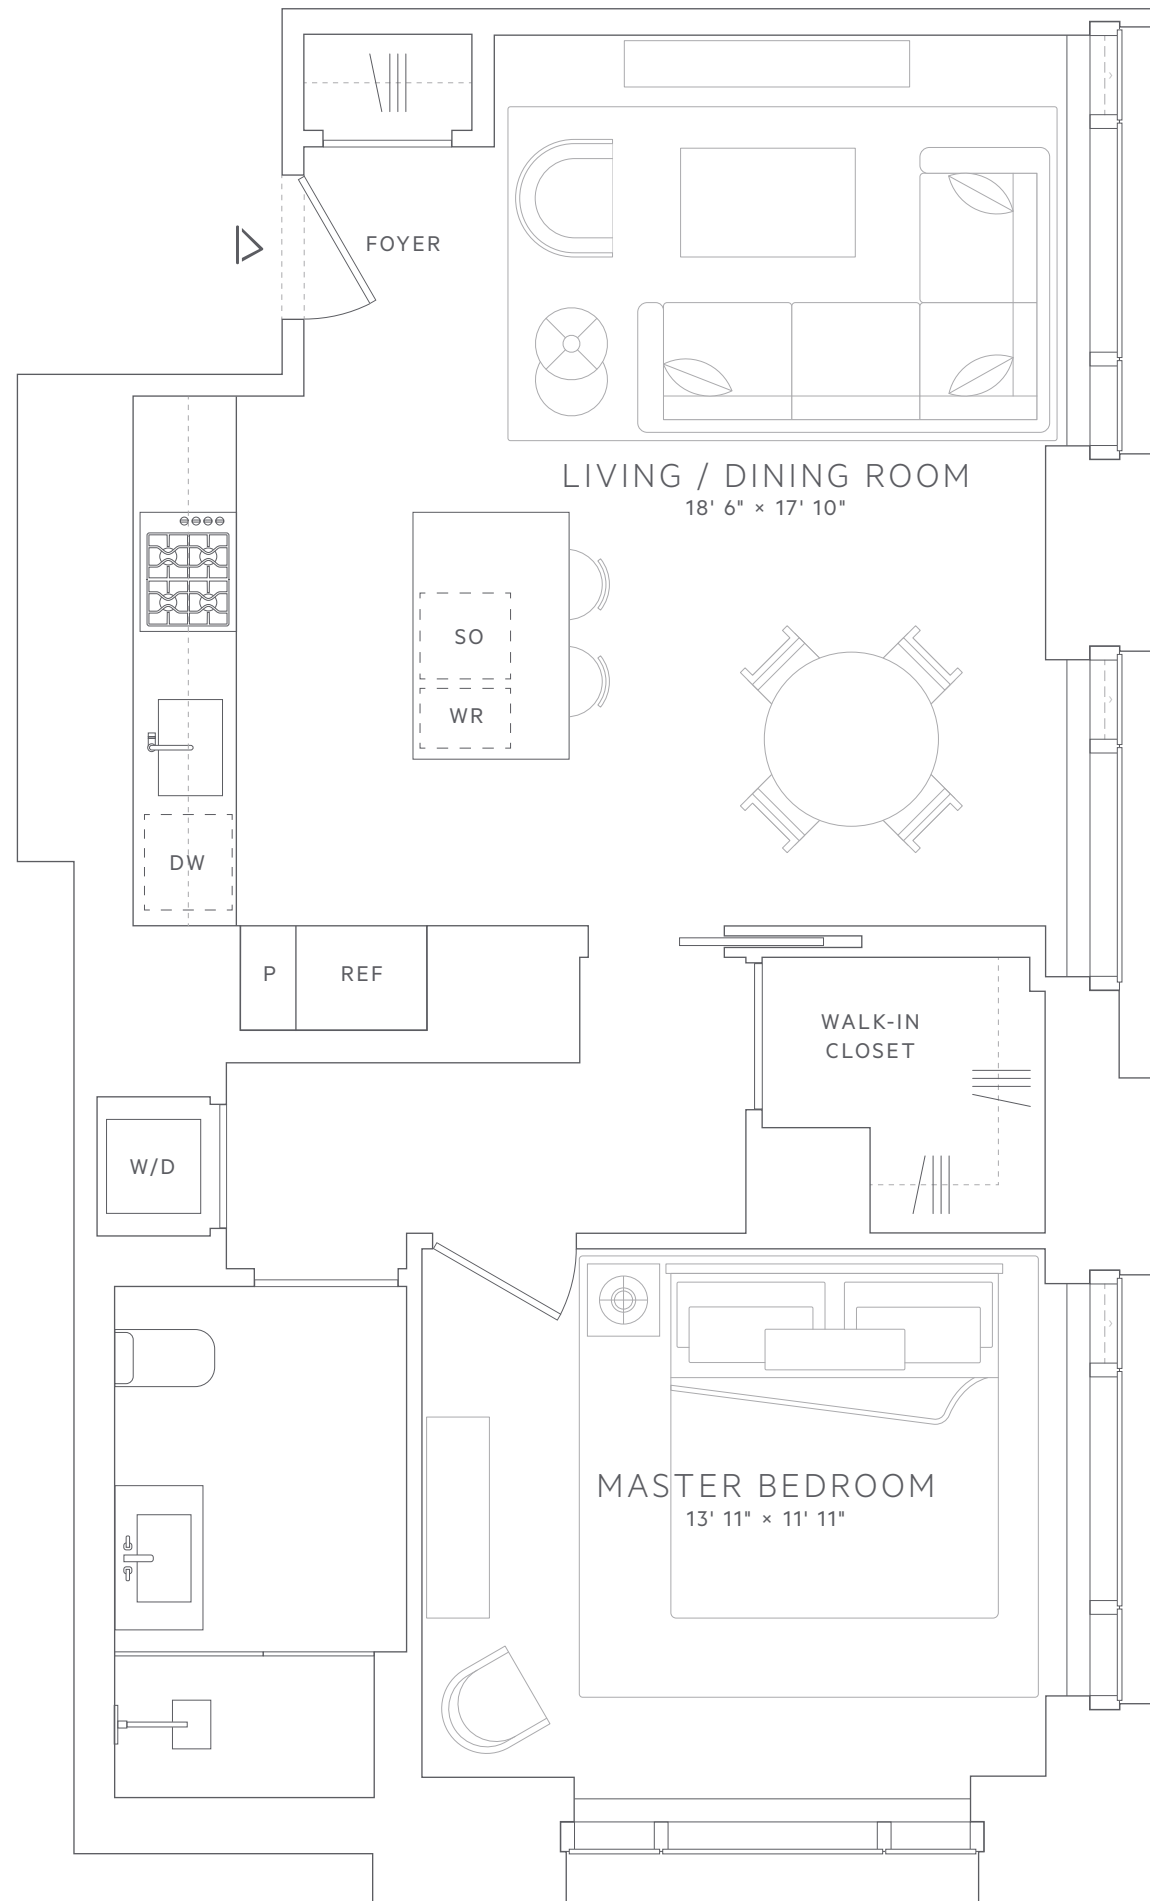 FOYER
LIVING / DINING ROOM
18' 6" × 17' 10"
SO
WR
DW
P
REF
WALK-IN
CLOSET
W/D
MASTER BEDROOM
13' 11" × 11' 11"